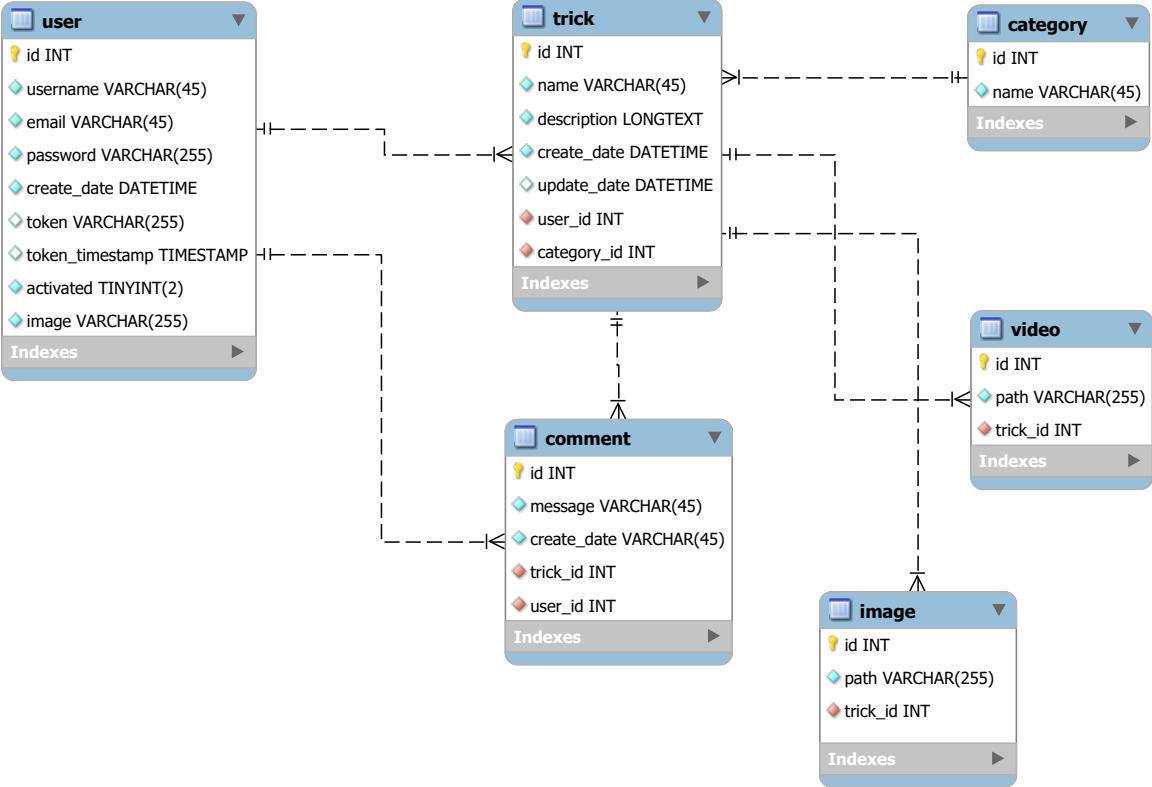 user
id INT
username VARCHAR(45)
email VARCHAR(45)
password VARCHAR(255)
create_date DATETIME
token VARCHAR(255)
token_timestamp TIMESTAMP
activated TINYINT(2)
image VARCHAR(255)
Indexes
trick
id INT
name VARCHAR(45)
description LONGTEXT
create_date DATETIME
update_date DATETIME
user_id INT
category_id INT
Indexes
category
id INT
name VARCHAR(45)
Indexes
video
id INT
path VARCHAR(255)
trick_id INT
Indexes
comment
id INT
message VARCHAR(45)
create_date VARCHAR(45)
trick_id INT
user_id INT
Indexes
image
id INT
path VARCHAR(255)
trick_id INT
Indexes